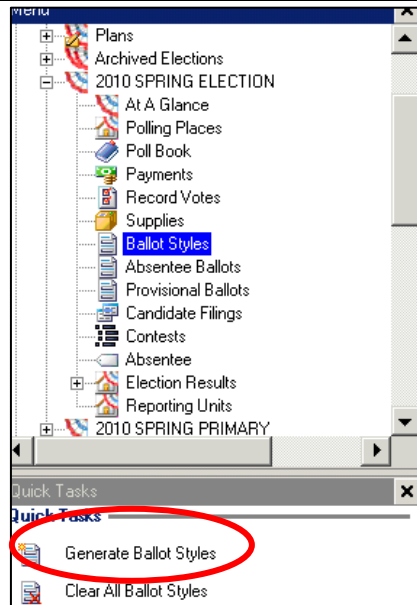 Menu
Plans
Archived Elections
2010 SPRING ELECTION
At A Glance
Polling Places
Poll Book
Payments
Record Votes
Supplies
Ballot Styles
Absentee Ballots
Provisional Ballots
Candidate Filings
Contests
Absentee
Election Results
Reporting Units
2010 SPRING PRIMARY
Quick Tasks
Quick Tasks
Generate Ballot Styles
Clear All Ballot Styles